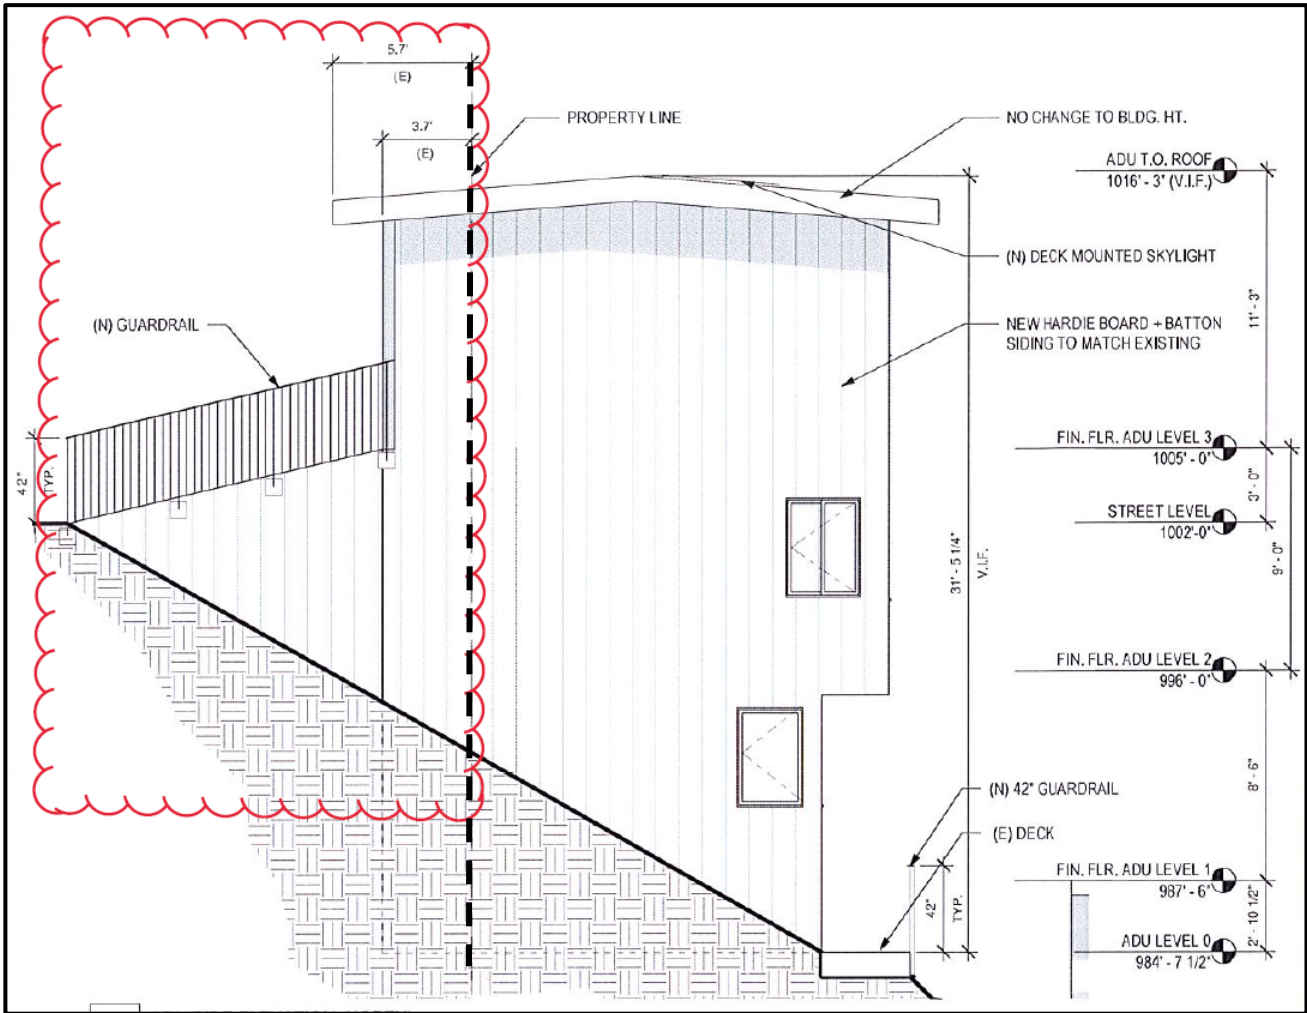 5.7'
(E)
3.7'
(E)
PROPERTY LINE
NO CHANGE TO BLDG. HT.
ADU T.O. ROOF
1016' - 3" (V.I.F.)
(N) DECK MOUNTED SKYLIGHT
11' - 3"
(N) GUARDRAIL
NEW HARDIE BOARD + BATTON
SIDING TO MATCH EXISTING
FIN. FLR. ADU LEVEL 3
1005' - 0"
42"
TYP.
3' - 0"
STREET LEVEL
1002'-0"
9' - 0"
31' - 5 1/4"
V.I.F.
FIN. FLR. ADU LEVEL 2
996' - 0"
8' - 6"
(N) 42" GUARDRAIL
(E) DECK
FIN. FLR. ADU LEVEL 1
987' - 6"
42"
TYP.
2' - 10 1/2"
ADU LEVEL 0
984' - 7 1/2"